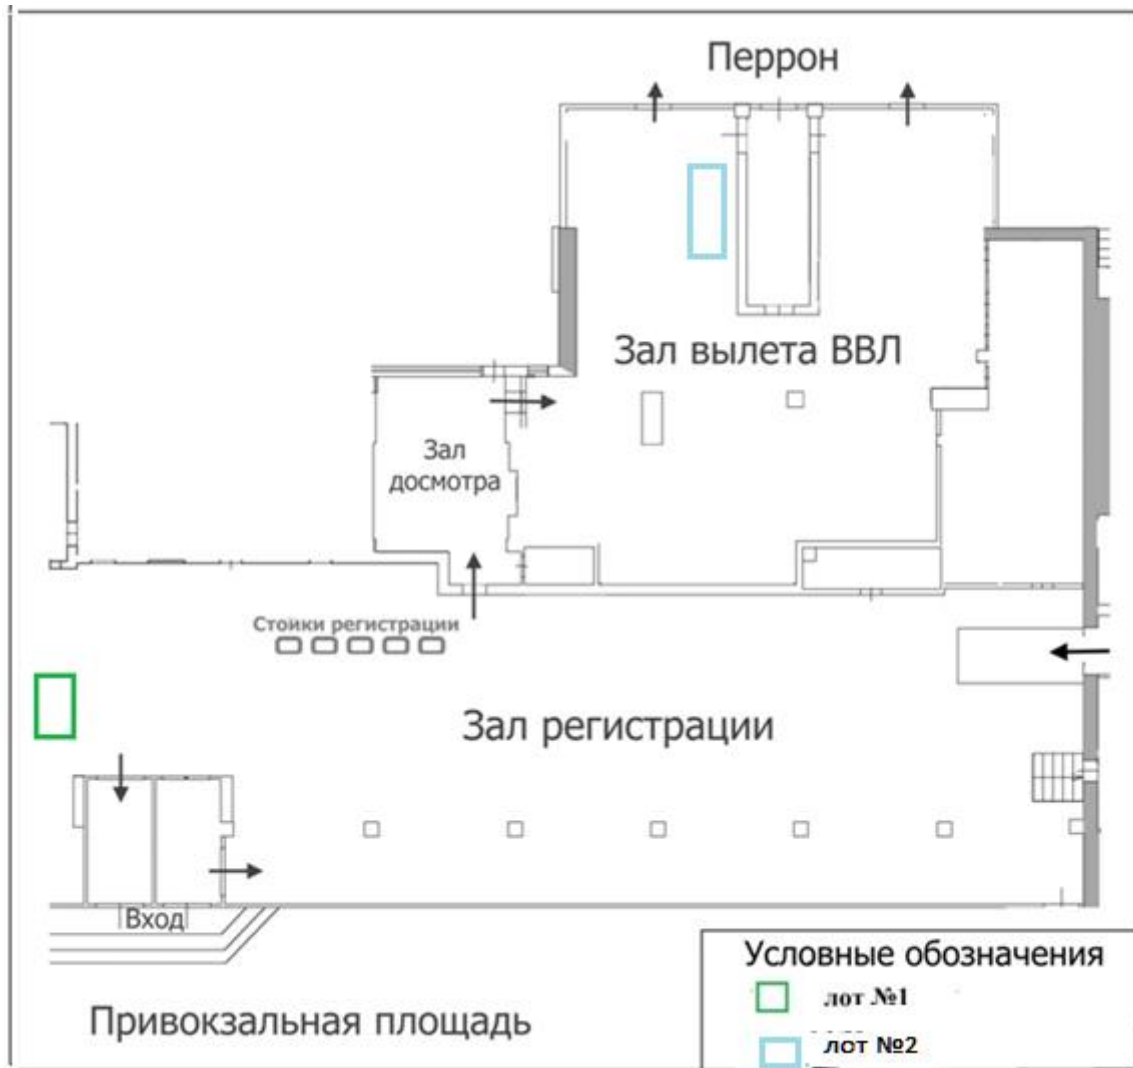 Перрон
Зал вылета ВВЛ
Зал
досмотра
Стойки регистрации
Зал регистрации
Вход
Привокзальная площадь
Условные обозначения
лот №1
лот №2